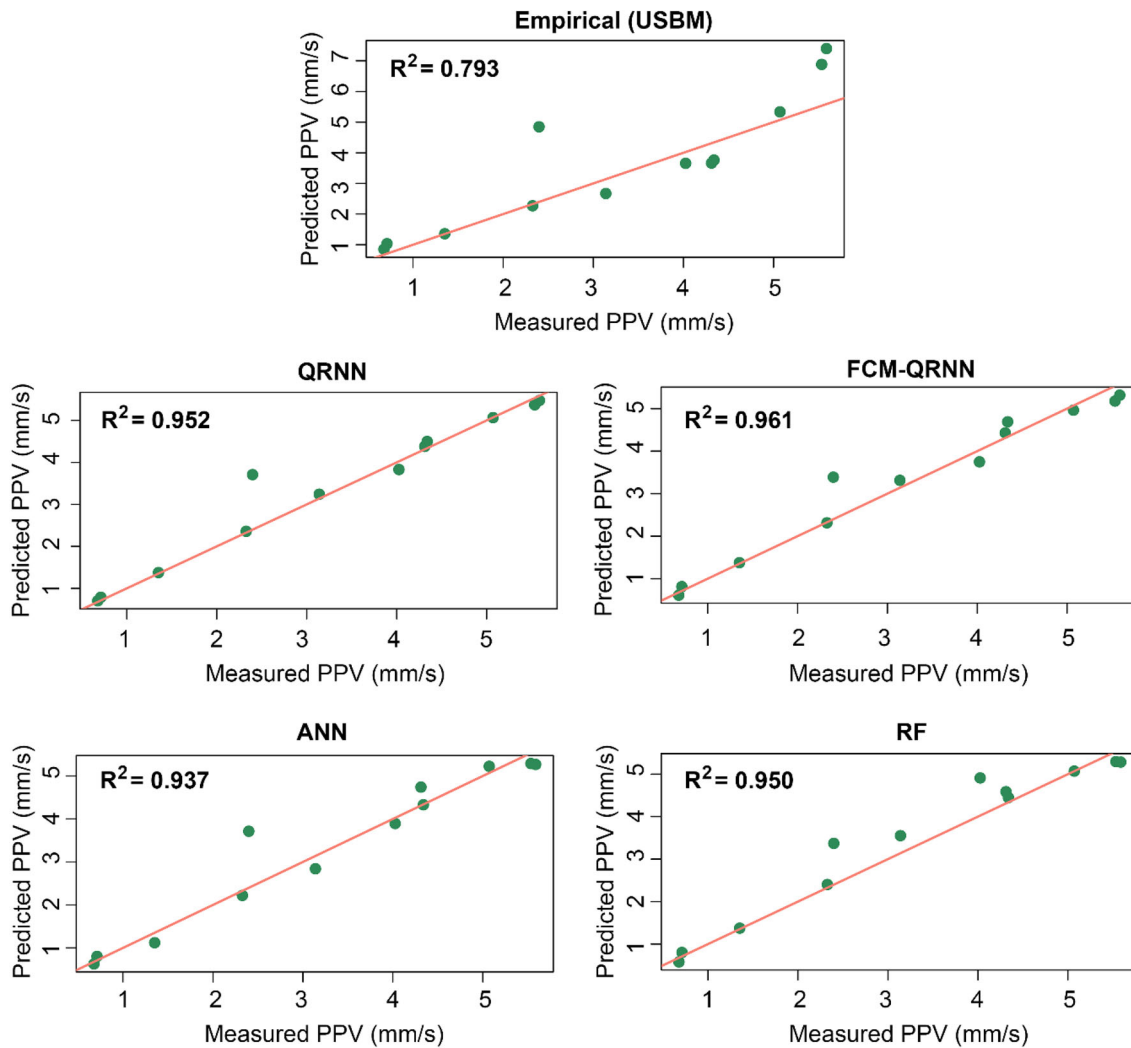 Empirical (USBM)
R² = 0.793
Predicted PPV (mm/s)
7
6
5
4
3
2
1
1 2 3 4 5
Measured PPV (mm/s)
QRNN
R² = 0.952
Predicted PPV (mm/s)
5
4
3
2
1
1 2 3 4 5
Measured PPV (mm/s)
FCM-QRNN
R² = 0.961
Predicted PPV (mm/s)
5
4
3
2
1
1 2 3 4 5
Measured PPV (mm/s)
ANN
R² = 0.937
Predicted PPV (mm/s)
5
4
3
2
1
1 2 3 4 5
Measured PPV (mm/s)
RF
R² = 0.950
Predicted PPV (mm/s)
5
4
3
2
1
1 2 3 4 5
Measured PPV (mm/s)